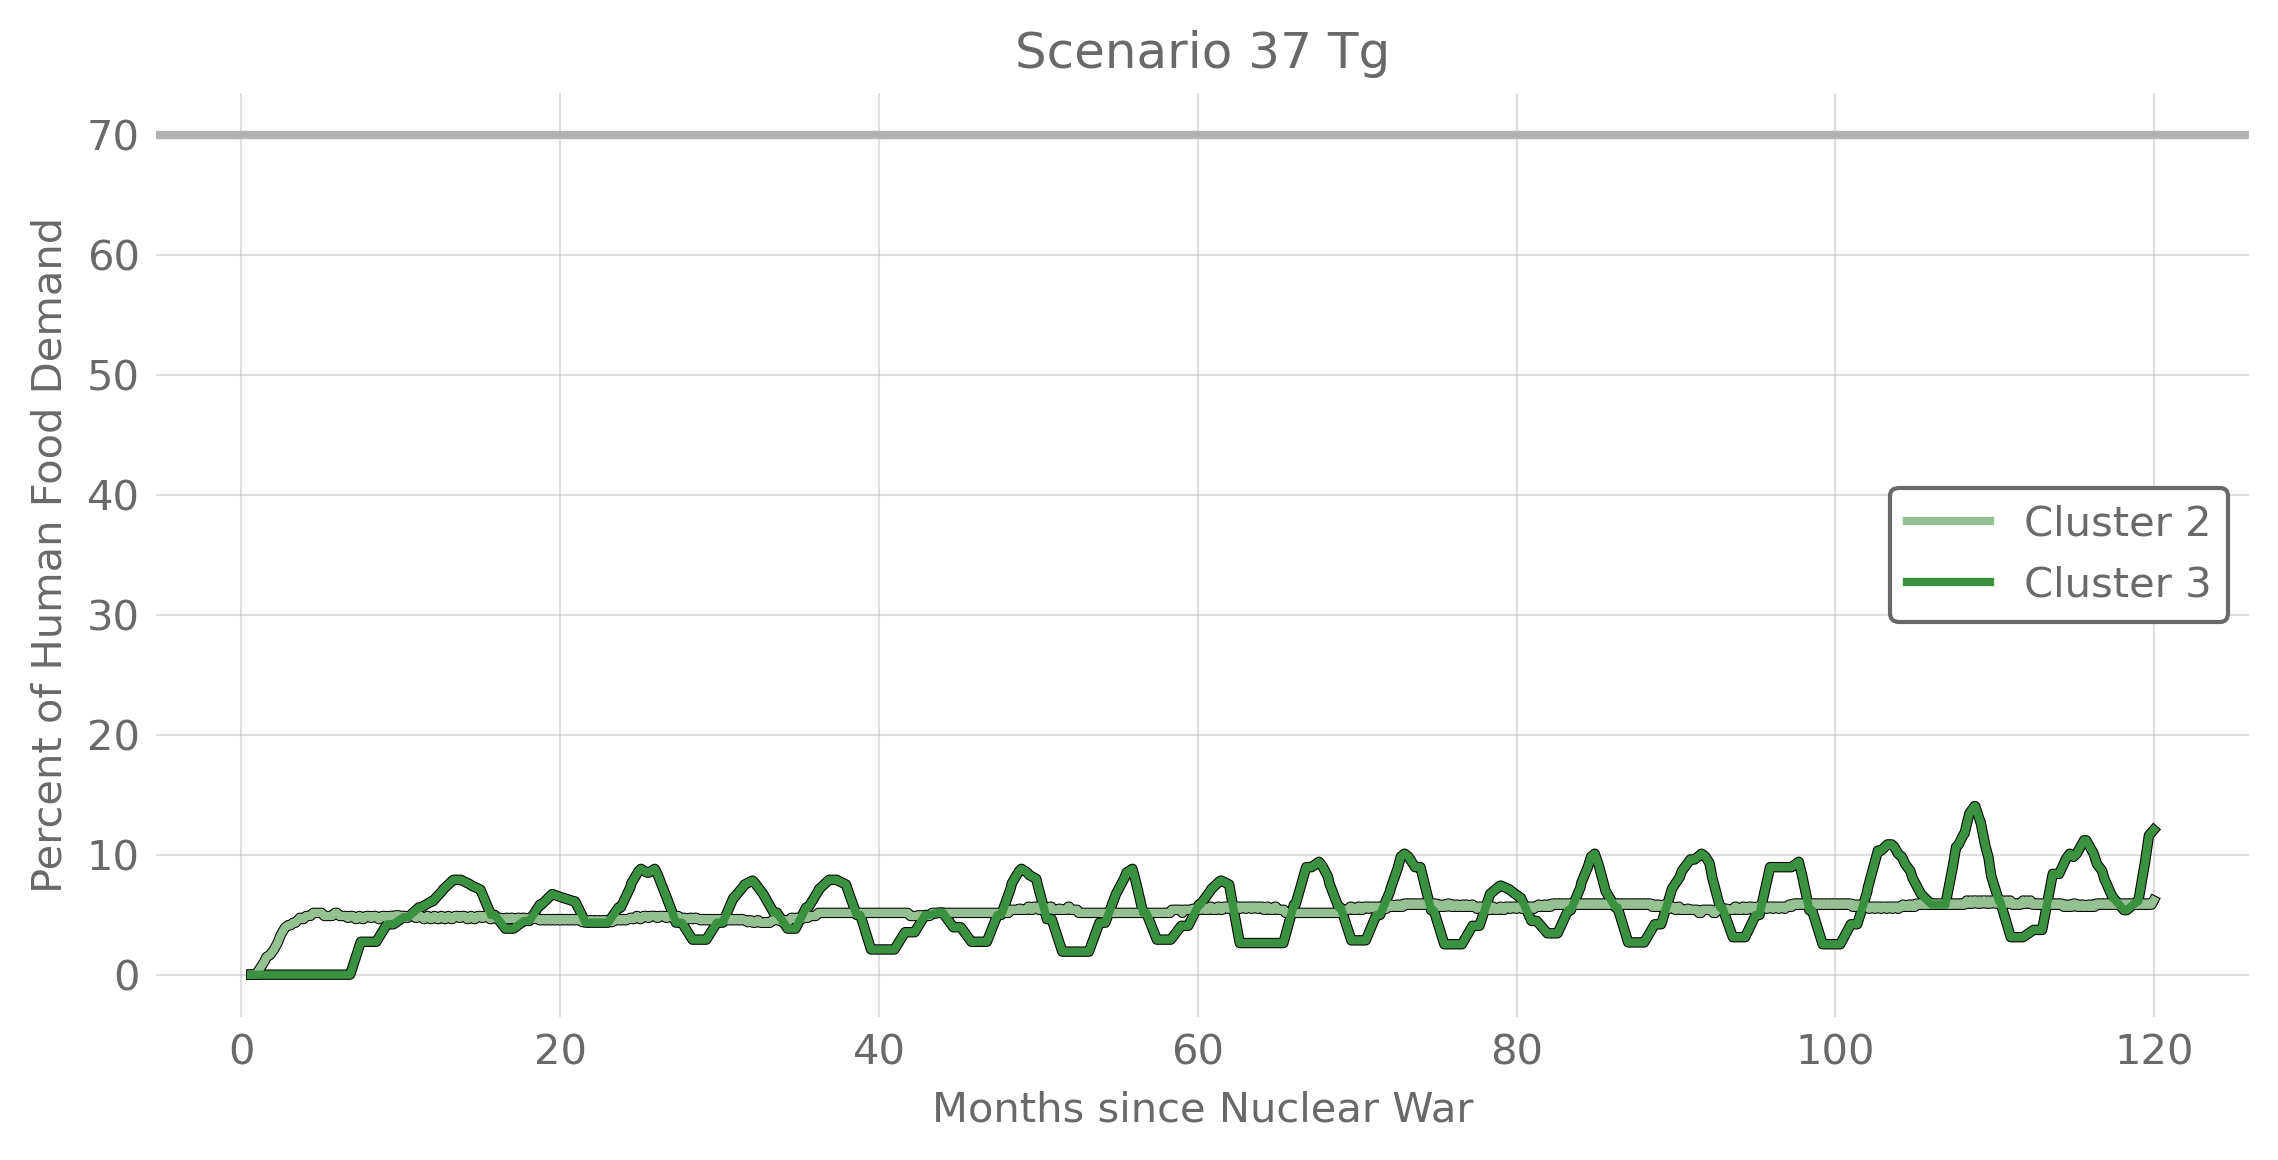 Scenario 37 Tg
Percent of Human Food Demand
70
60
50
40
30
20
10
0
Cluster 2
Cluster 3
0 20 40 60 80 100 120
Months since Nuclear War